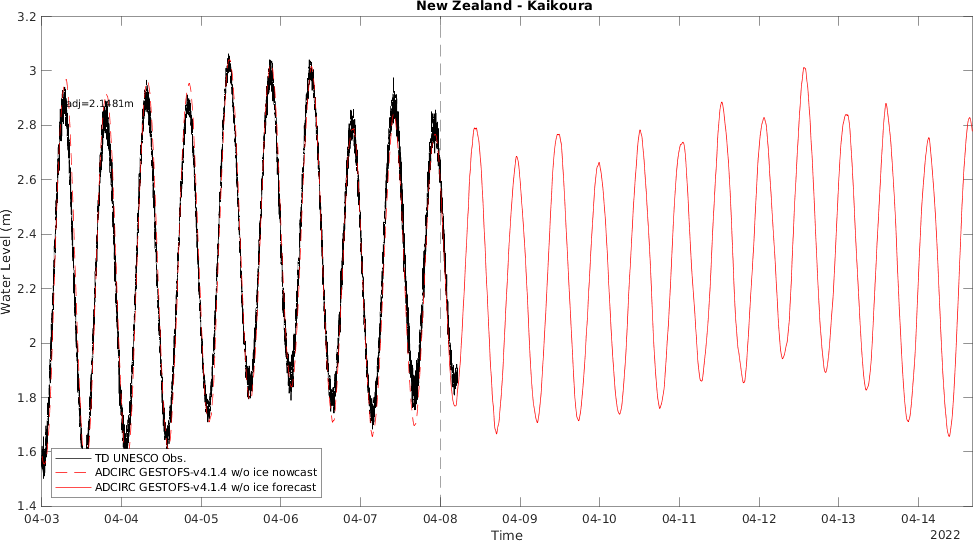 New Zealand - Kaikoura
3.2
3
2.8
2.6
2.4
2.2
2
1.8
1.6
1.4
Water Level (m)
adj=2.1481m
TD UNESCO Obs.
ADCIRC GESTOFS-v4.1.4 w/o ice nowcast
ADCIRC GESTOFS-v4.1.4 w/o ice forecast
04-03 04-04 04-05 04-06 04-07 04-08 04-09 04-10 04-11 04-12 04-13 04-14
Time
2022